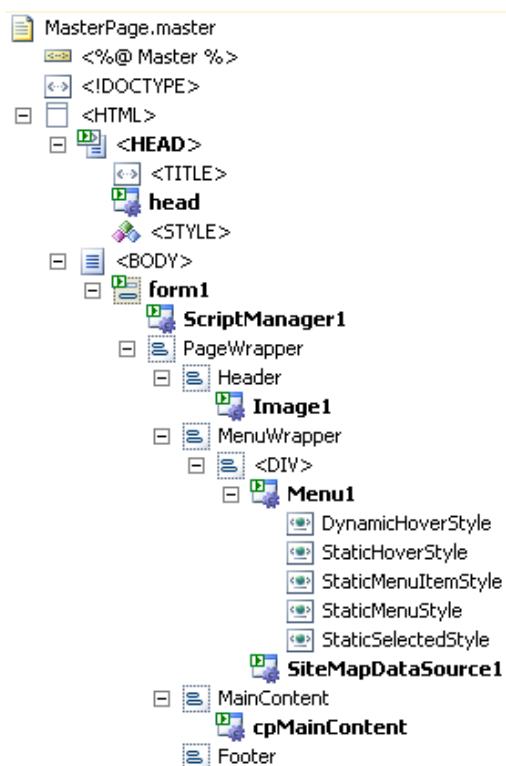 MasterPage.master
<%@ Master %>
<!DOCTYPE>
<HTML>
<HEAD>
<TITLE>
head
<STYLE>
<BODY>
form1
ScriptManager1
PageWrapper
Header
Image1
MenuWrapper
<DIV>
Menu1
DynamicHoverStyle
StaticHoverStyle
StaticMenuItemStyle
StaticMenuStyle
StaticSelectedStyle
SiteMapDataSource1
MainContent
cpMainContent
Footer